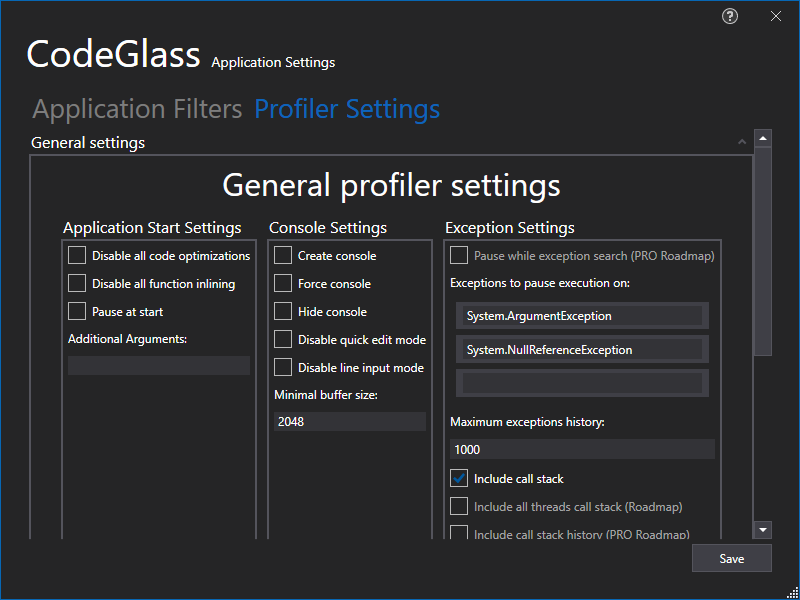 CodeGlass Application Settings
Application Filters Profiler Settings
General settings
General profiler settings
Application Start Settings
Disable all code optimizations
Disable all function inlining
Pause at start
Additional Arguments:
Console Settings
Create console
Force console
Hide console
Disable quick edit mode
Disable line input mode
Minimal buffer size:
2048
Exception Settings
Pause while exception search (PRO Roadmap)
Exceptions to pause execution on:
System.ArgumentException
System.NullReferenceException
Maximum exceptions history:
1000
Include call stack
Include all threads call stack (Roadmap)
Include call stack history (PRO Roadmap)
Save